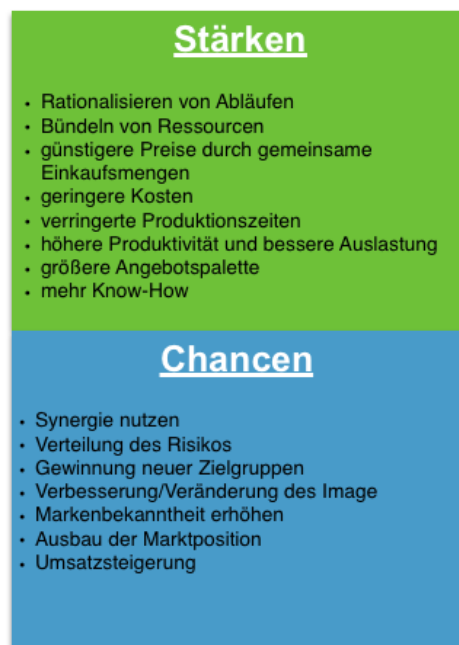 Stärken
• Rationalisieren von Abläufen
• Bündeln von Ressourcen
• günstigere Preise durch gemeinsame
Einkaufsmengen
• geringere Kosten
• verringerte Produktionszeiten
• höhere Produktivität und bessere Auslastung
• größere Angebotspalette
• mehr Know-How
Chancen
• Synergie nutzen
• Verteilung des Risikos
• Gewinnung neuer Zielgruppen
• Verbesserung/Veränderung des Image
• Markenbekanntheit erhöhen
• Ausbau der Marktposition
• Umsatzsteigerung